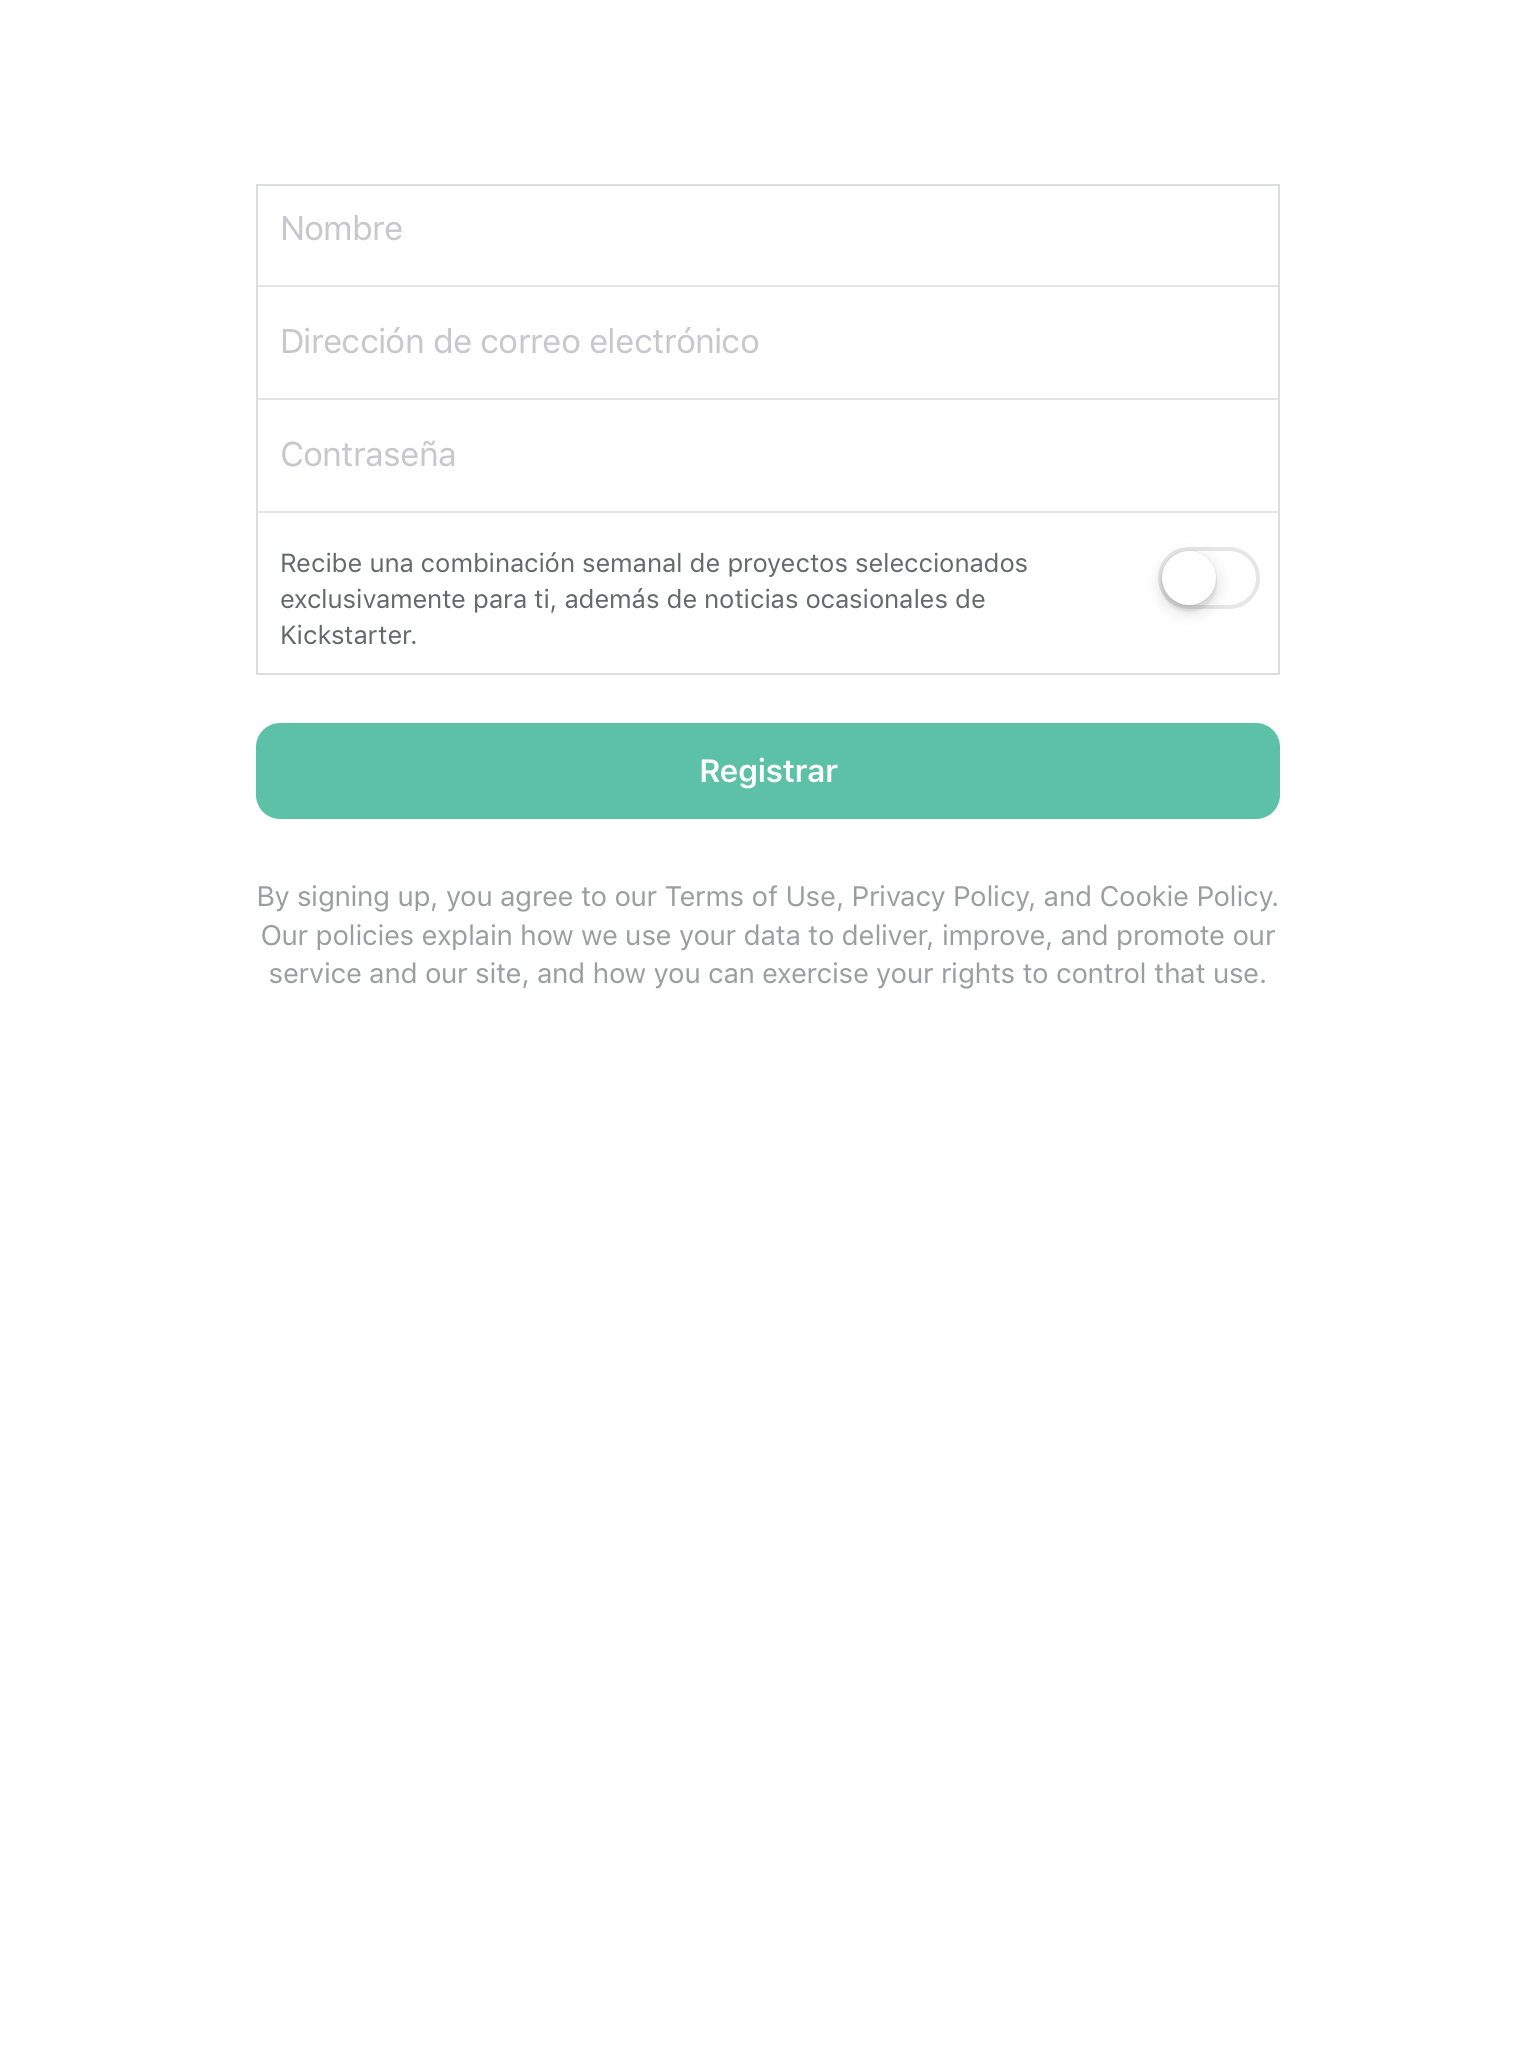 Nombre
Dirección de correo electrónico
Contraseña
Recibe una combinación semanal de proyectos seleccionados
exclusivamente para ti, además de noticias ocasionales de
Kickstarter.
Registrar
By signing up, you agree to our Terms of Use, Privacy Policy, and Cookie Policy.
Our policies explain how we use your data to deliver, improve, and promote our
service and our site, and how you can exercise your rights to control that use.